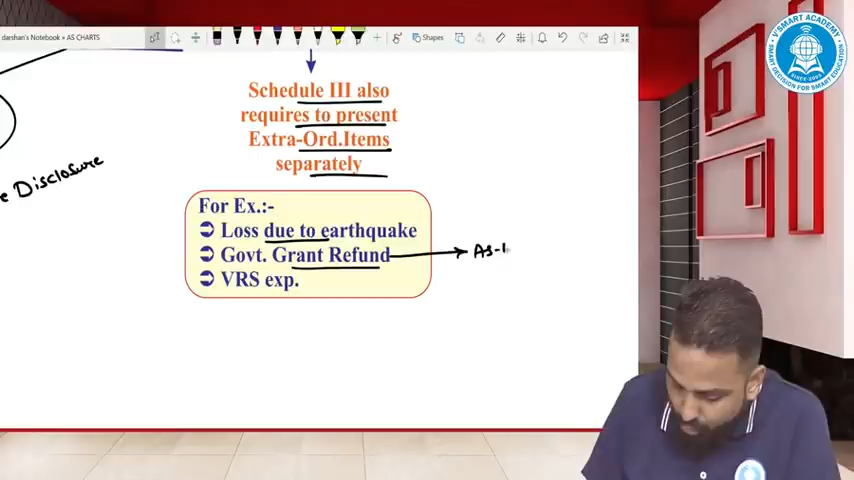 darshan's Notebook » AS CHARTS
Shapes
V'SMART ACADEMY
SMART DECISION FOR SMART EDUCATION
SINCE-2005
Schedule III also
requires to present
Extra-Ord.Items
separately
e Disclosure
For Ex.:-
➲ Loss due to earthquake
➲ Govt. Grant Refund
AS-1
➲ VRS exp.